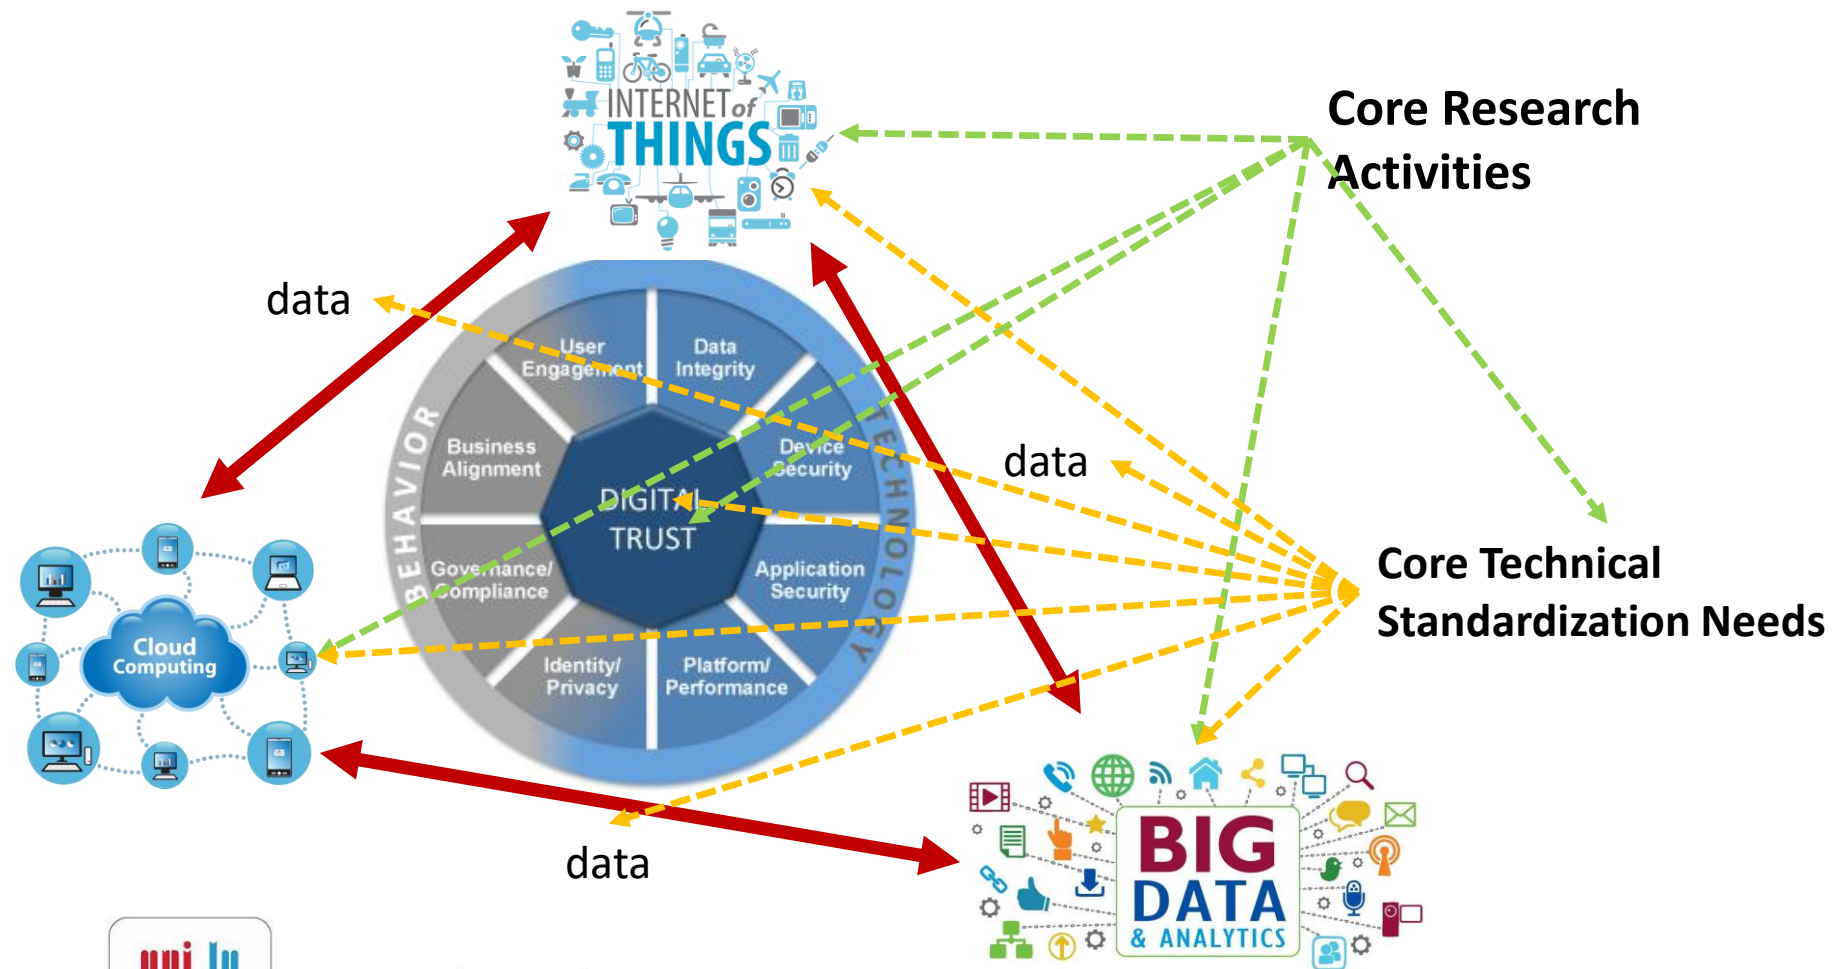 INTERNET of
THINGS
Core Research
Activities
data
User
Engagement
Data
Integrity
Business
Alignment
Device
Security
data
BEHAVIOR
TECHNOLOGY
DIGITAL
TRUST
Governance/
Compliance
Application
Security
Core Technical
Standardization Needs
Cloud
Computing
Identity/
Privacy
Platform/
Performance
data
BIG
DATA
& ANALYTICS